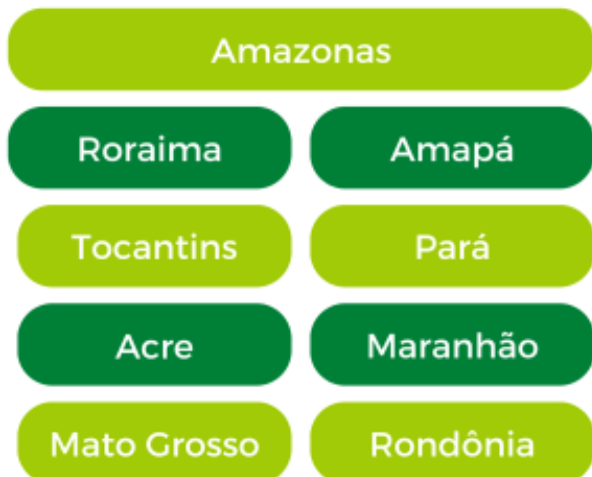 Amazonas
Roraima
Amapá
Tocantins
Pará
Acre
Maranhão
Mato Grosso
Rondônia